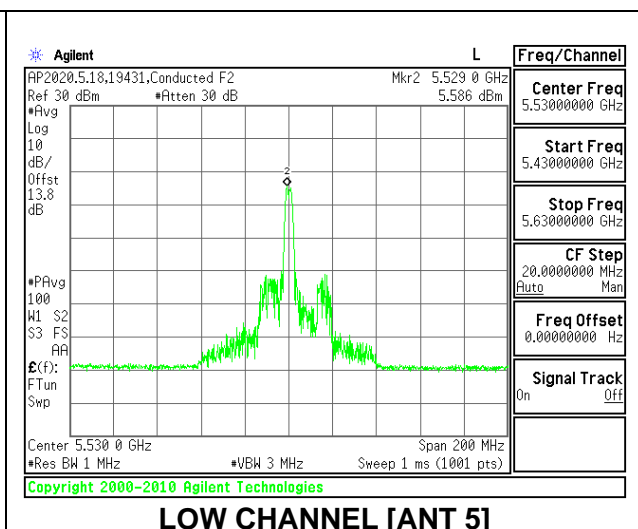 Agilent L
AP2020.5.18,19431,Conducted F2 Mkr2 5.529 0 GHz
Ref 30 dBm #Atten 30 dB 5.586 dBm
#Avg
Log
10
dB/
Offst
13.8
dB
2
#PAvg
100
W1 S2
S3 FS
AA
£(f):
FTun
Swp
Center 5.530 0 GHz Span 200 MHz
#Res BW 1 MHz #VBW 3 MHz Sweep 1 ms (1001 pts)
Copyright 2000-2010 Agilent Technologies
Freq/Channel
Center Freq
5.53000000 GHz
Start Freq
5.43000000 GHz
Stop Freq
5.63000000 GHz
CF Step
20.0000000 MHz
Auto Man
Freq Offset
0.00000000 Hz
Signal Track
On Off
LOW CHANNEL [ANT 5]